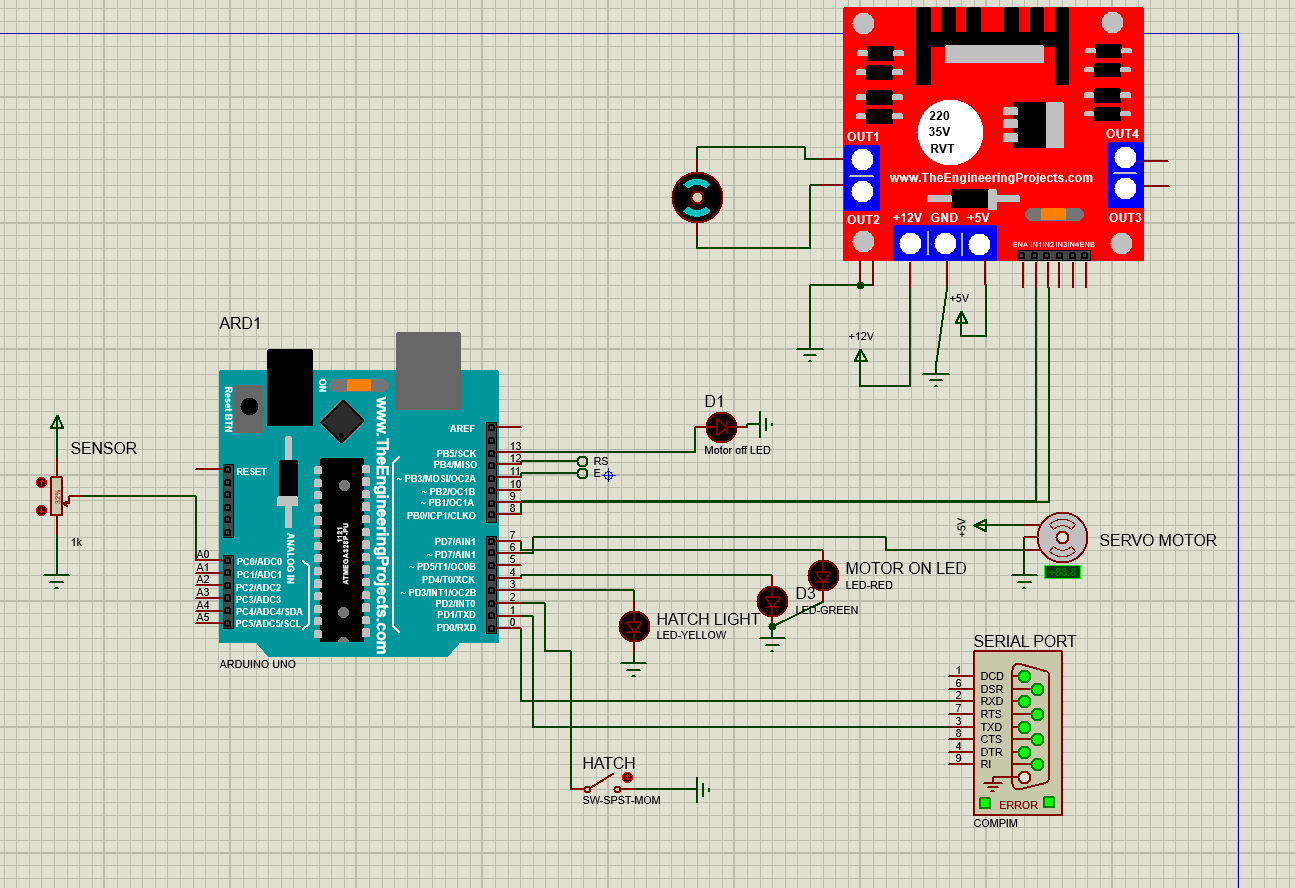 220
35V
RVT
OUT1
OUT4
www.TheEngineeringProjects.com
OUT2
+12V
GND
+5V
OUT3
ENA IN1 IN2 IN3 IN4 ENB
+5V
+12V
ARD1
ON
Reset BTN
www.TheEngineeringProjects.com
SENSOR
1k
RESET
ANALOG IN
1121
ATMEGA328P-PU
AREF
PB5/SCK 13
PB4/MISO 12
~ PB3/MOSI/OC2A 11
~ PB2/OC1B 10
~ PB1/OC1A 9
PB0/ICP1/CLKO 8
PD7/AIN1 7
~ PD7/AIN1 6
~ PD5/T1/OC0B 5
PD4/T0/XCK 4
~ PD3/INT1/OC2B 3
PD2/INT0 2
PD1/TXD 1
PD0/RXD 0
A0 PC0/ADC0
A1 PC1/ADC1
A2 PC2/ADC2
A3 PC3/ADC3
A4 PC4/ADC4/SDA
A5 PC5/ADC5/SCL
ARDUINO UNO
D1
Motor off LED
RS
E
+5V
SERVO MOTOR
+88.8
MOTOR ON LED
LED-RED
D3
LED-GREEN
HATCH LIGHT
LED-YELLOW
SERIAL PORT
1 DCD
6 DSR
2 RXD
7 RTS
3 TXD
8 CTS
4 DTR
9 RI
ERROR
COMPIM
HATCH
SW-SPST-MOM